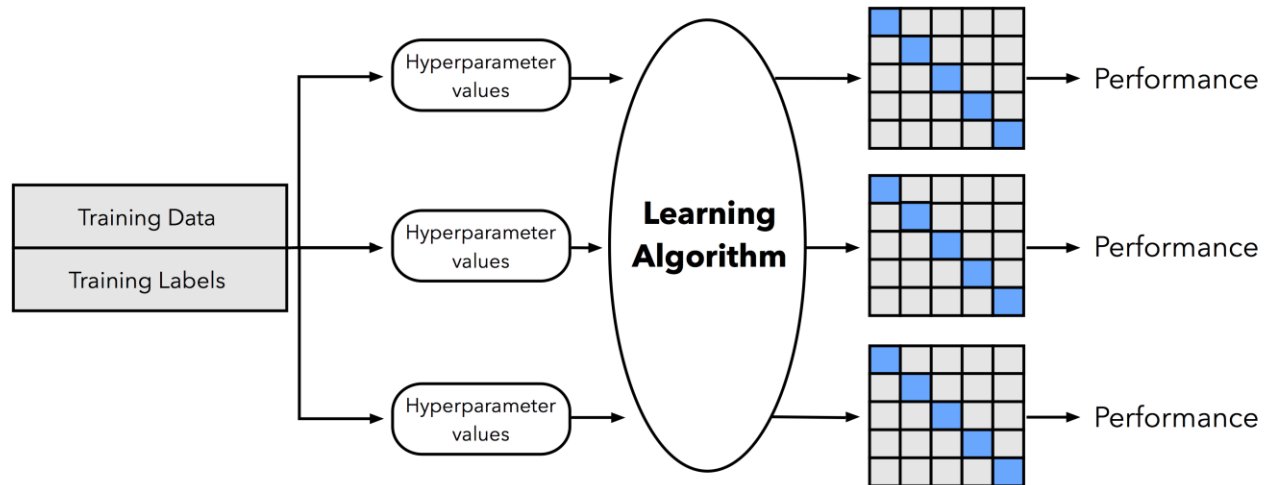 Hyperparameter
values
Performance
Training Data
Training Labels
Hyperparameter
values
Learning
Algorithm
Performance
Hyperparameter
values
Performance